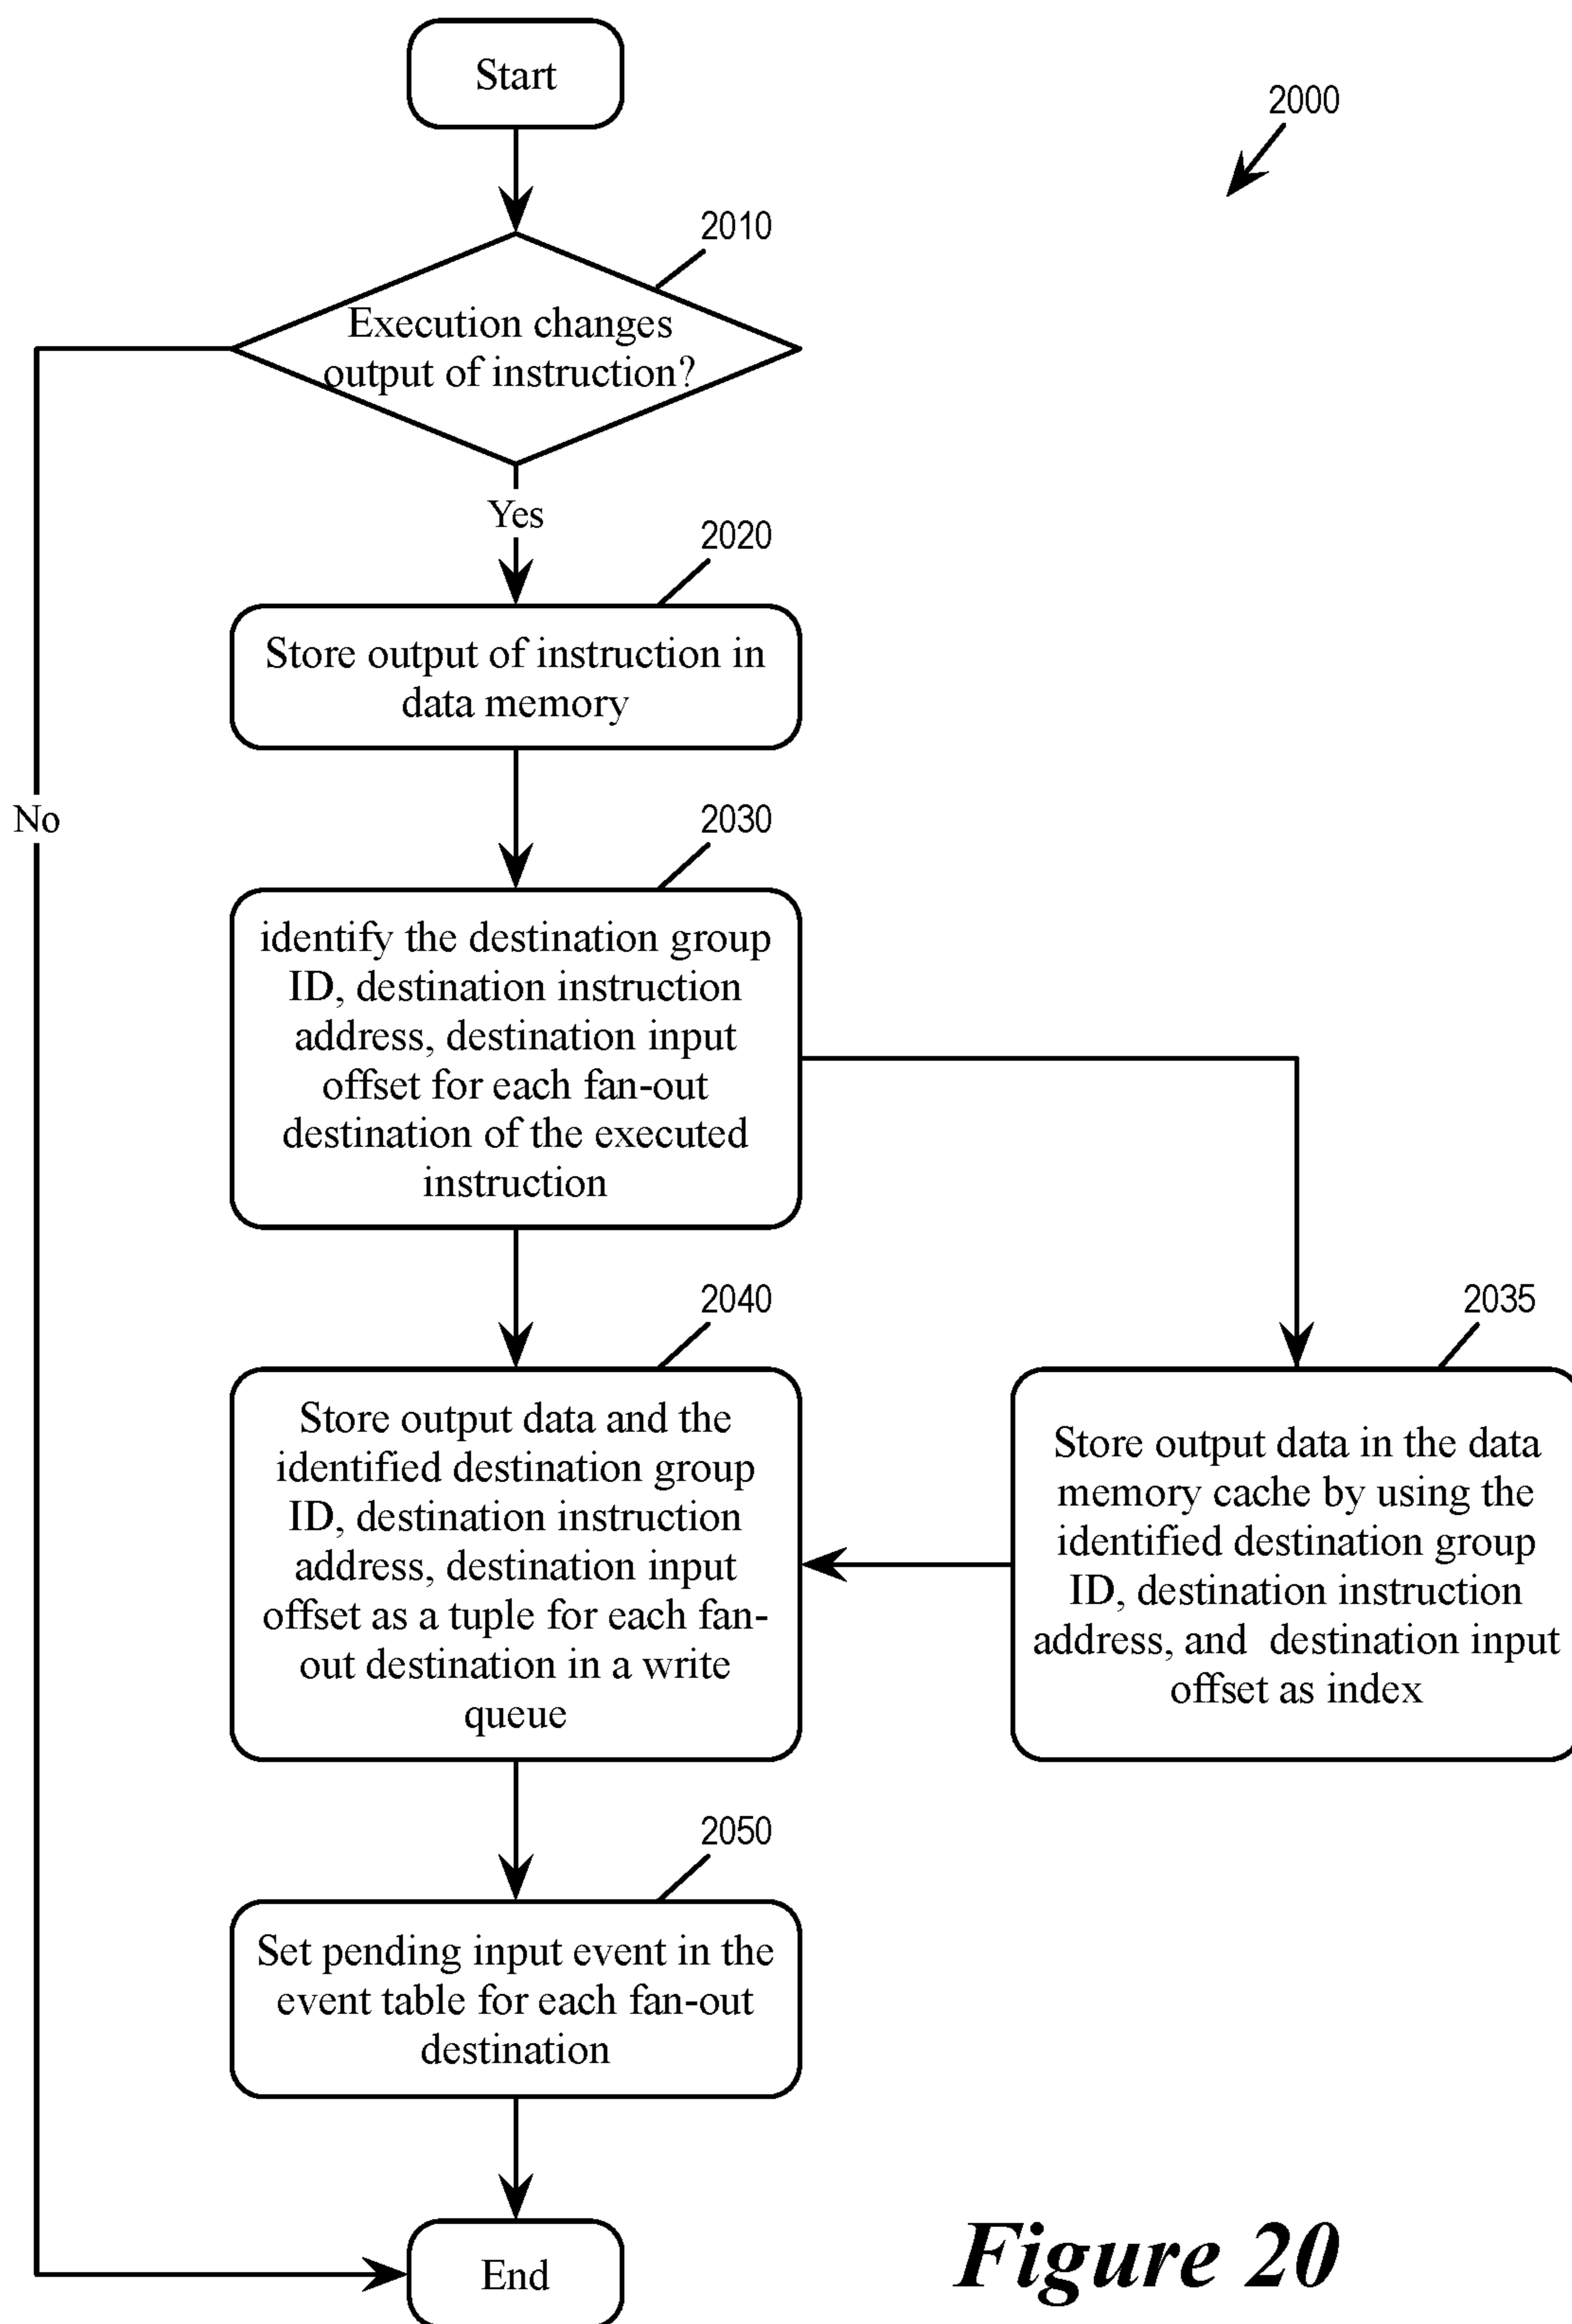 Start
2000
2010
Execution changes
output of instruction?
Yes
2020
Store output of instruction in
data memory
No
2030
identify the destination group
ID, destination instruction
address, destination input
offset for each fan-out
destination of the executed
instruction
2040
Store output data and the
identified destination group
ID, destination instruction
address, destination input
offset as a tuple for each fan-
out destination in a write
queue
2035
Store output data in the data
memory cache by using the
identified destination group
ID, destination instruction
address, and  destination input
offset as index
2050
Set pending input event in the
event table for each fan-out
destination
End
Figure 20